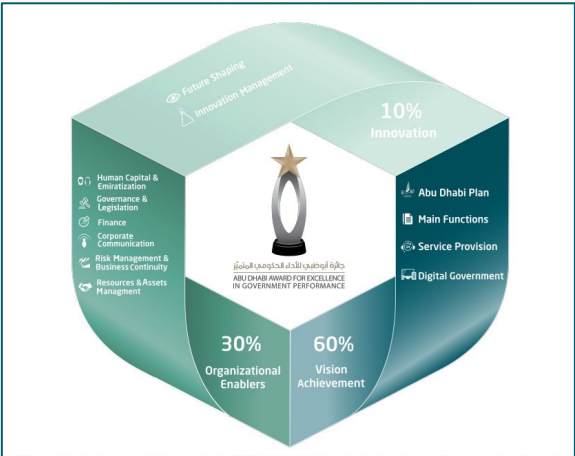 Future Shaping
Innovation Management
10%
Innovation
Human Capital &
Emiratization
Governance &
Legislation
Finance
Corporate
Communication
Risk Management &
Business Continuity
Resources & Assets
Managment
Abu Dhabi Plan
Main Functions
Service Provision
Digital Government
جائزة أبوظبي للأداء الحكومي المتميّز
ABU DHABI AWARD FOR EXCELLENCE
IN GOVERNMENT PERFORMANCE
30%
Organizational
Enablers
60%
Vision
Achievement